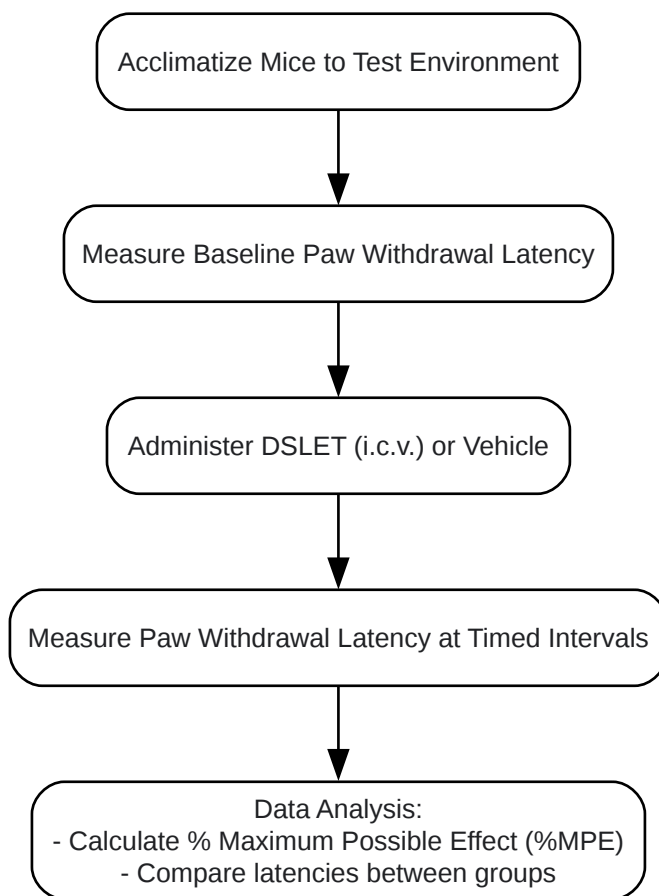 Acclimatize Mice to Test Environment
Measure Baseline Paw Withdrawal Latency
Administer DSLET (i.c.v.) or Vehicle
Measure Paw Withdrawal Latency at Timed Intervals
Data Analysis:
- Calculate % Maximum Possible Effect (%MPE)
- Compare latencies between groups